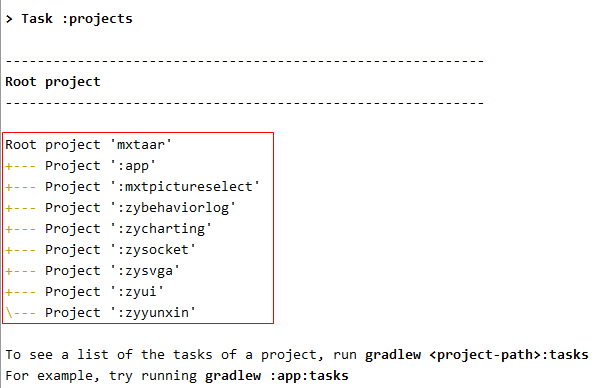 > Task :projects
------------------------------------------------------------
Root project
------------------------------------------------------------
Root project 'mxtaar'
+--- Project ':app'
+--- Project ':mxtpictureselect'
+--- Project ':zybehaviorlog'
+--- Project ':zycharting'
+--- Project ':zysocket'
+--- Project ':zysvga'
+--- Project ':zyui'
\--- Project ':zyyunxin'
To see a list of the tasks of a project, run gradlew <project-path>:tasks
For example, try running gradlew :app:tasks